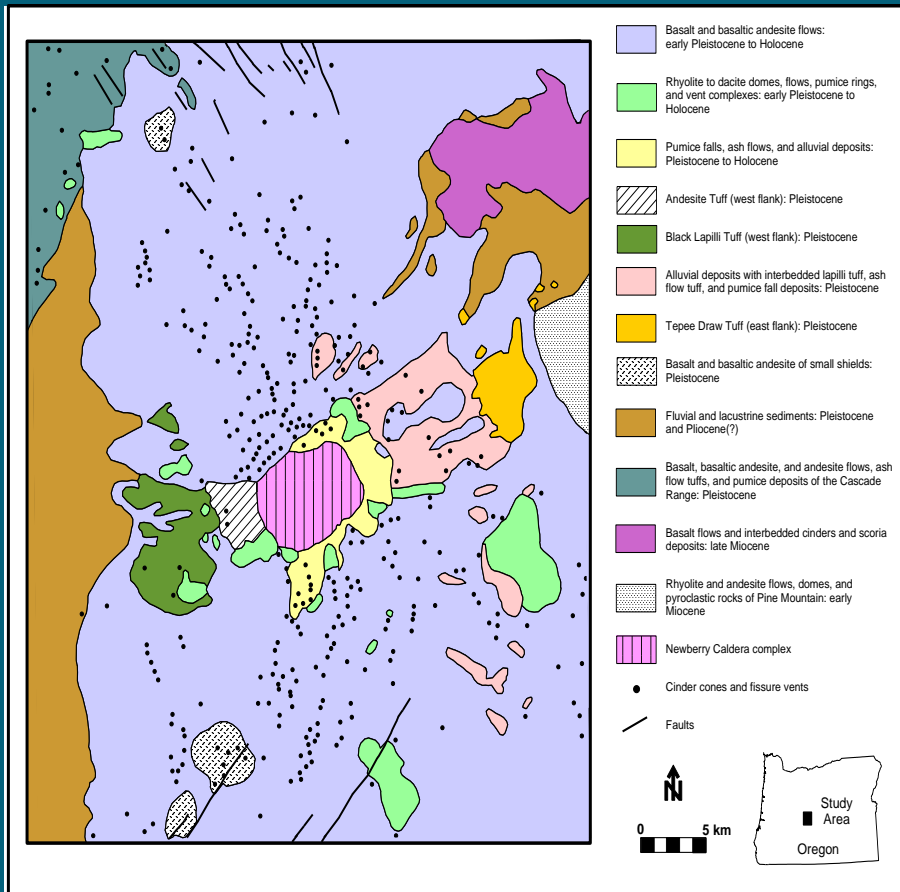 Basalt and basaltic andesite flows:
early Pleistocene to Holocene
Rhyolite to dacite domes, flows, pumice rings,
and vent complexes: early Pleistocene to
Holocene
Pumice falls, ash flows, and alluvial deposits:
Pleistocene to Holocene
Andesite Tuff (west flank): Pleistocene
Black Lapilli Tuff (west flank): Pleistocene
Alluvial deposits with interbedded lapilli tuff, ash
flow tuff, and pumice fall deposits: Pleistocene
Tepee Draw Tuff (east flank): Pleistocene
Basalt and basaltic andesite of small shields:
Pleistocene
Fluvial and lacustrine sediments: Pleistocene
and Pliocene(?)
Basalt, basaltic andesite, and andesite flows, ash
flow tuffs, and pumice deposits of the Cascade
Range: Pleistocene
Basalt flows and interbedded cinders and scoria
deposits: late Miocene
Rhyolite and andesite flows, domes, and
pyroclastic rocks of Pine Mountain: early
Miocene
Newberry Caldera complex
Cinder cones and fissure vents
Faults
N
0 5 km
Study
Area
Oregon